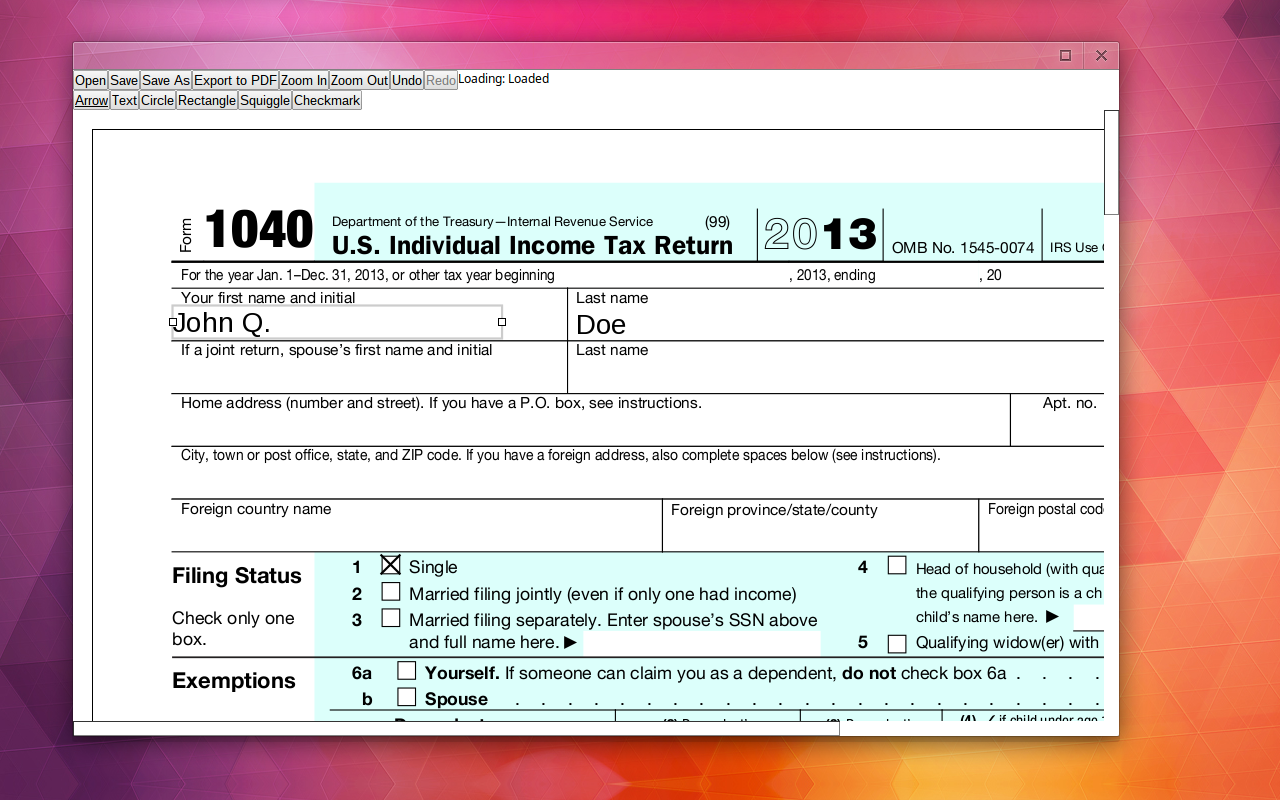 Open Save Save As Export to PDF Zoom In Zoom Out Undo Redo Loading: Loaded
Arrow Text Circle Rectangle Squiggle Checkmark
Form 1040 Department of the Treasury—Internal Revenue Service (99)
U.S. Individual Income Tax Return 2013 OMB No. 1545-0074 IRS Use
For the year Jan. 1–Dec. 31, 2013, or other tax year beginning , 2013, ending , 20
Your first name and initial Last name
John Q. Doe
If a joint return, spouse's first name and initial Last name
Home address (number and street). If you have a P.O. box, see instructions. Apt. no.
City, town or post office, state, and ZIP code. If you have a foreign address, also complete spaces below (see instructions).
Foreign country name Foreign province/state/county Foreign postal code
Filing Status
Check only one
box.
1 Single
2 Married filing jointly (even if only one had income)
3 Married filing separately. Enter spouse's SSN above
and full name here. ▶
4 Head of household (with qua
the qualifying person is a ch
child's name here. ▶
5 Qualifying widow(er) with
Exemptions
6a Yourself. If someone can claim you as a dependent, do not check box 6a . . . .
b Spouse . . . . . . . . . . . . . . . . . . . . . . .
(4) ✓ if child under age